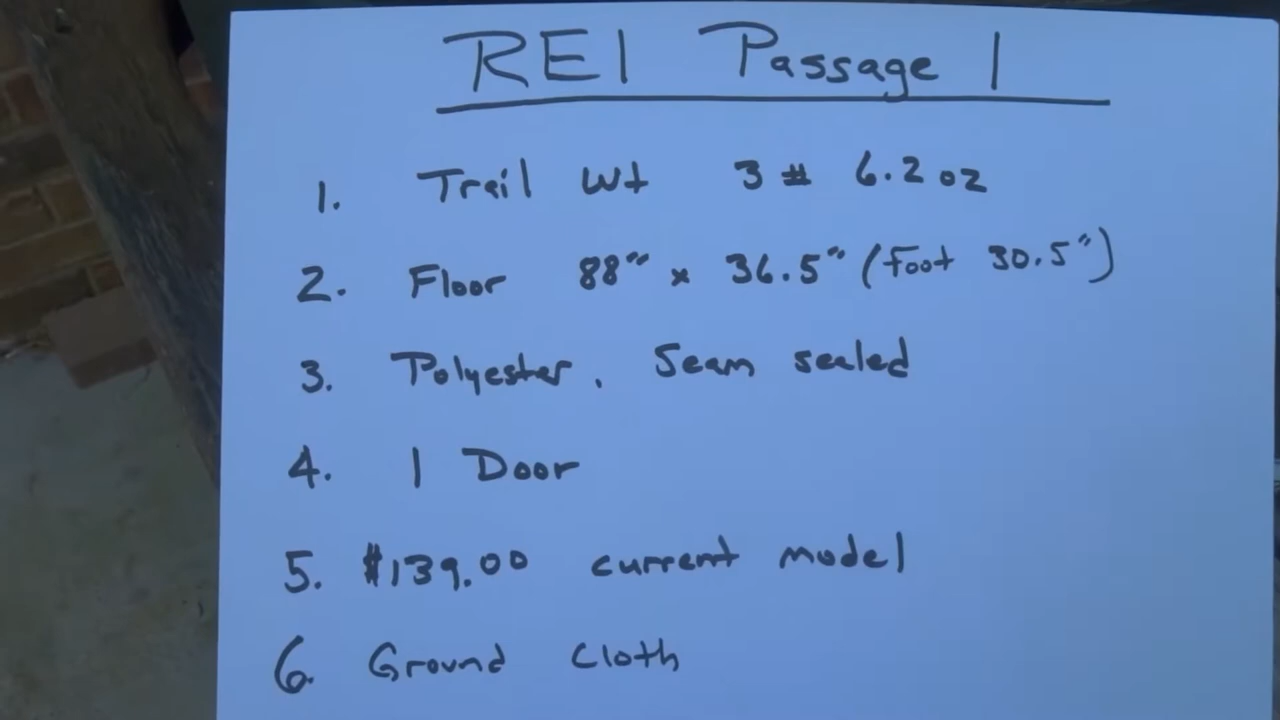 REI Passage 1
1. Trail Wt 3 # 6.2 oz
2. Floor 88" x 36.5" (Foot 30.5")
3. Polyester. Seam sealed
4. 1 Door
5. $139.00 current model
6. Ground Cloth